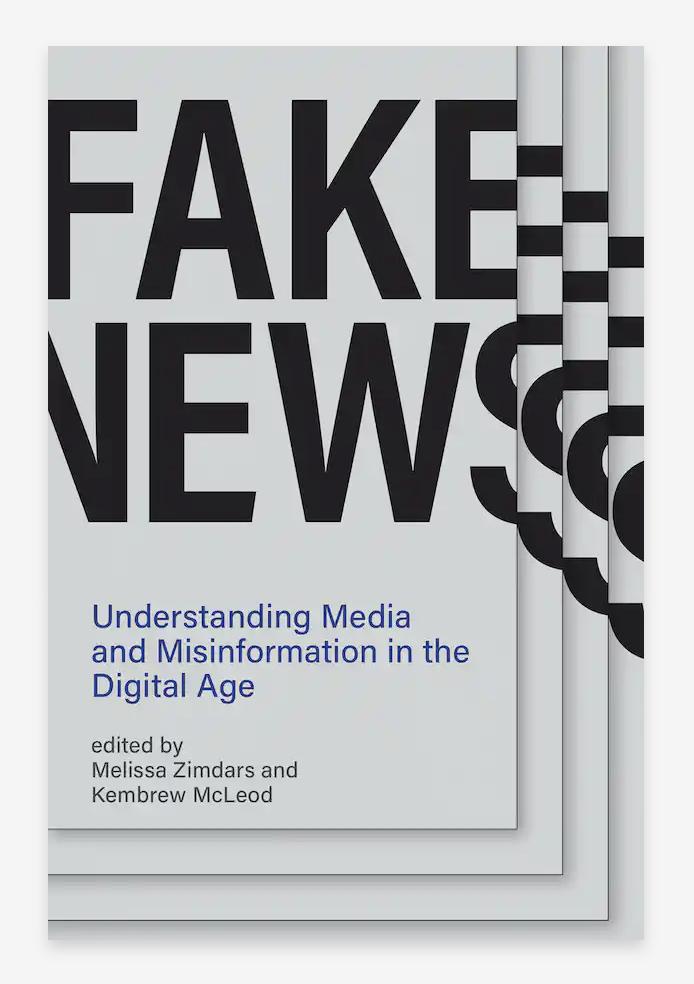 FAKE
NEWS
Understanding Media
and Misinformation in the
Digital Age
edited by
Melissa Zimdars and
Kembrew McLeod